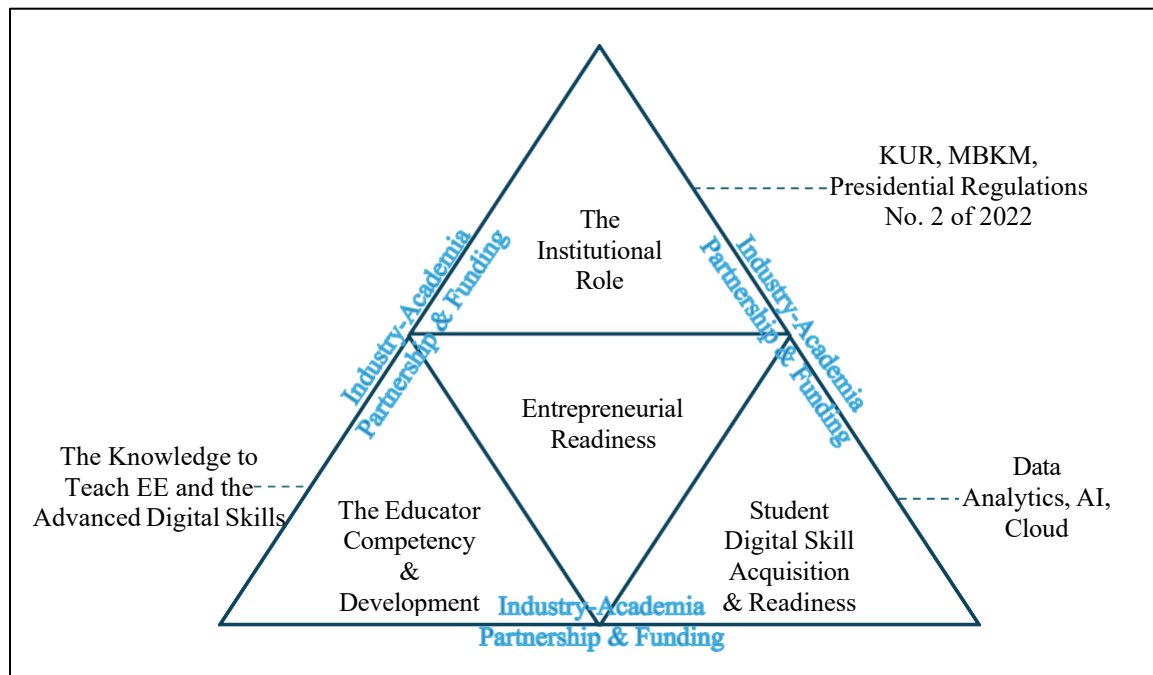 KUR, MBKM,
Presidential Regulations
No. 2 of 2022
The
Institutional
Role
Industry-Academia
Partnership & Funding
Industry-Academia
Partnership & Funding
Entrepreneurial
Readiness
The Knowledge to
Teach EE and the
Advanced Digital Skills
Data
Analytics, AI,
Cloud
The Educator
Competency
&
Development
Student
Digital Skill
Acquisition
& Readiness
Industry-Academia
Partnership & Funding